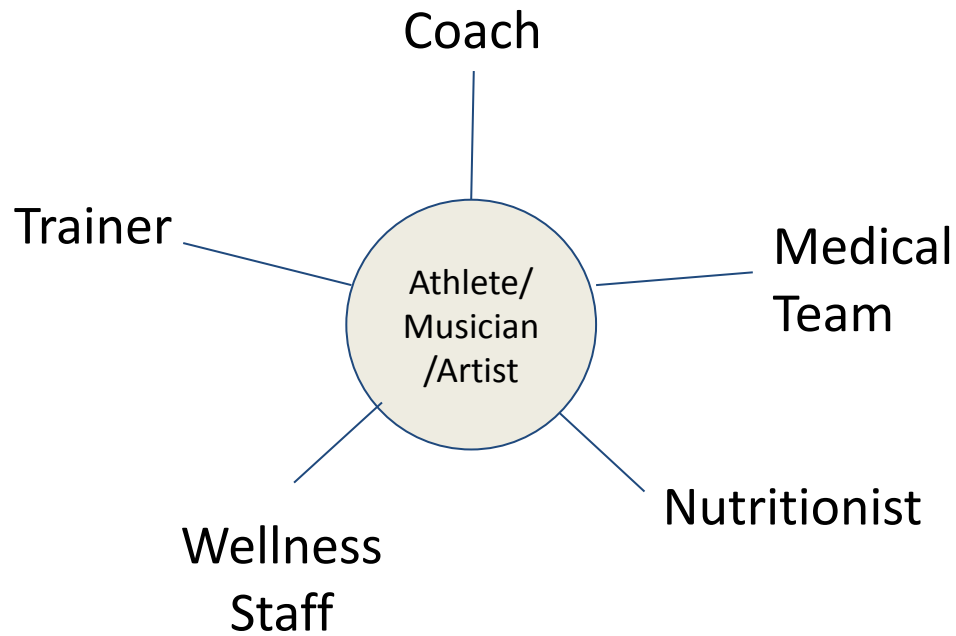 Coach
Trainer
Medical
Team
Athlete/
Musician
/Artist
Nutritionist
Wellness
Staff